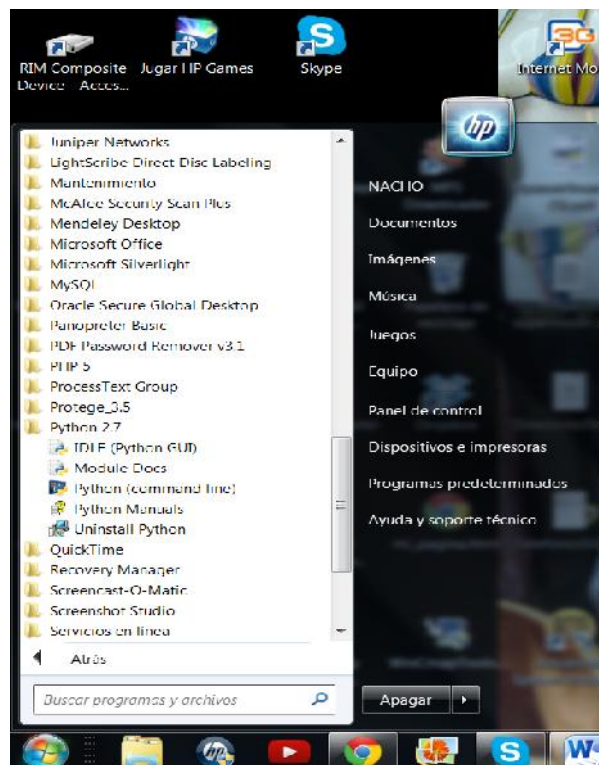 RIM Composite
Device Acces...
Jugar HP Games
Skype
3G
Internet Mo
hp
Juniper Networks
LightScribe Direct Disc Labeling
Mantenimiento
McAfee Security Scan Plus
Mendeley Desktop
Microsoft Office
Microsoft Silverlight
MySQL
Oracle Secure Global Desktop
Panopreter Basic
PDF Password Remover v3.1
PHP 5
ProcessText Group
Protege_3.5
Python 2.7
IDLE (Python GUI)
Module Docs
Python (command line)
Python Manuals
Uninstall Python
QuickTime
Recovery Manager
Screencast-O-Matic
Screenshot Studio
Servicios en línea
Atrás
Buscar programas y archivos
NACHO
Documentos
Imágenes
Música
Juegos
Equipo
Panel de control
Dispositivos e impresoras
Programas predeterminados
Ayuda y soporte técnico
Apagar
hp
S
W